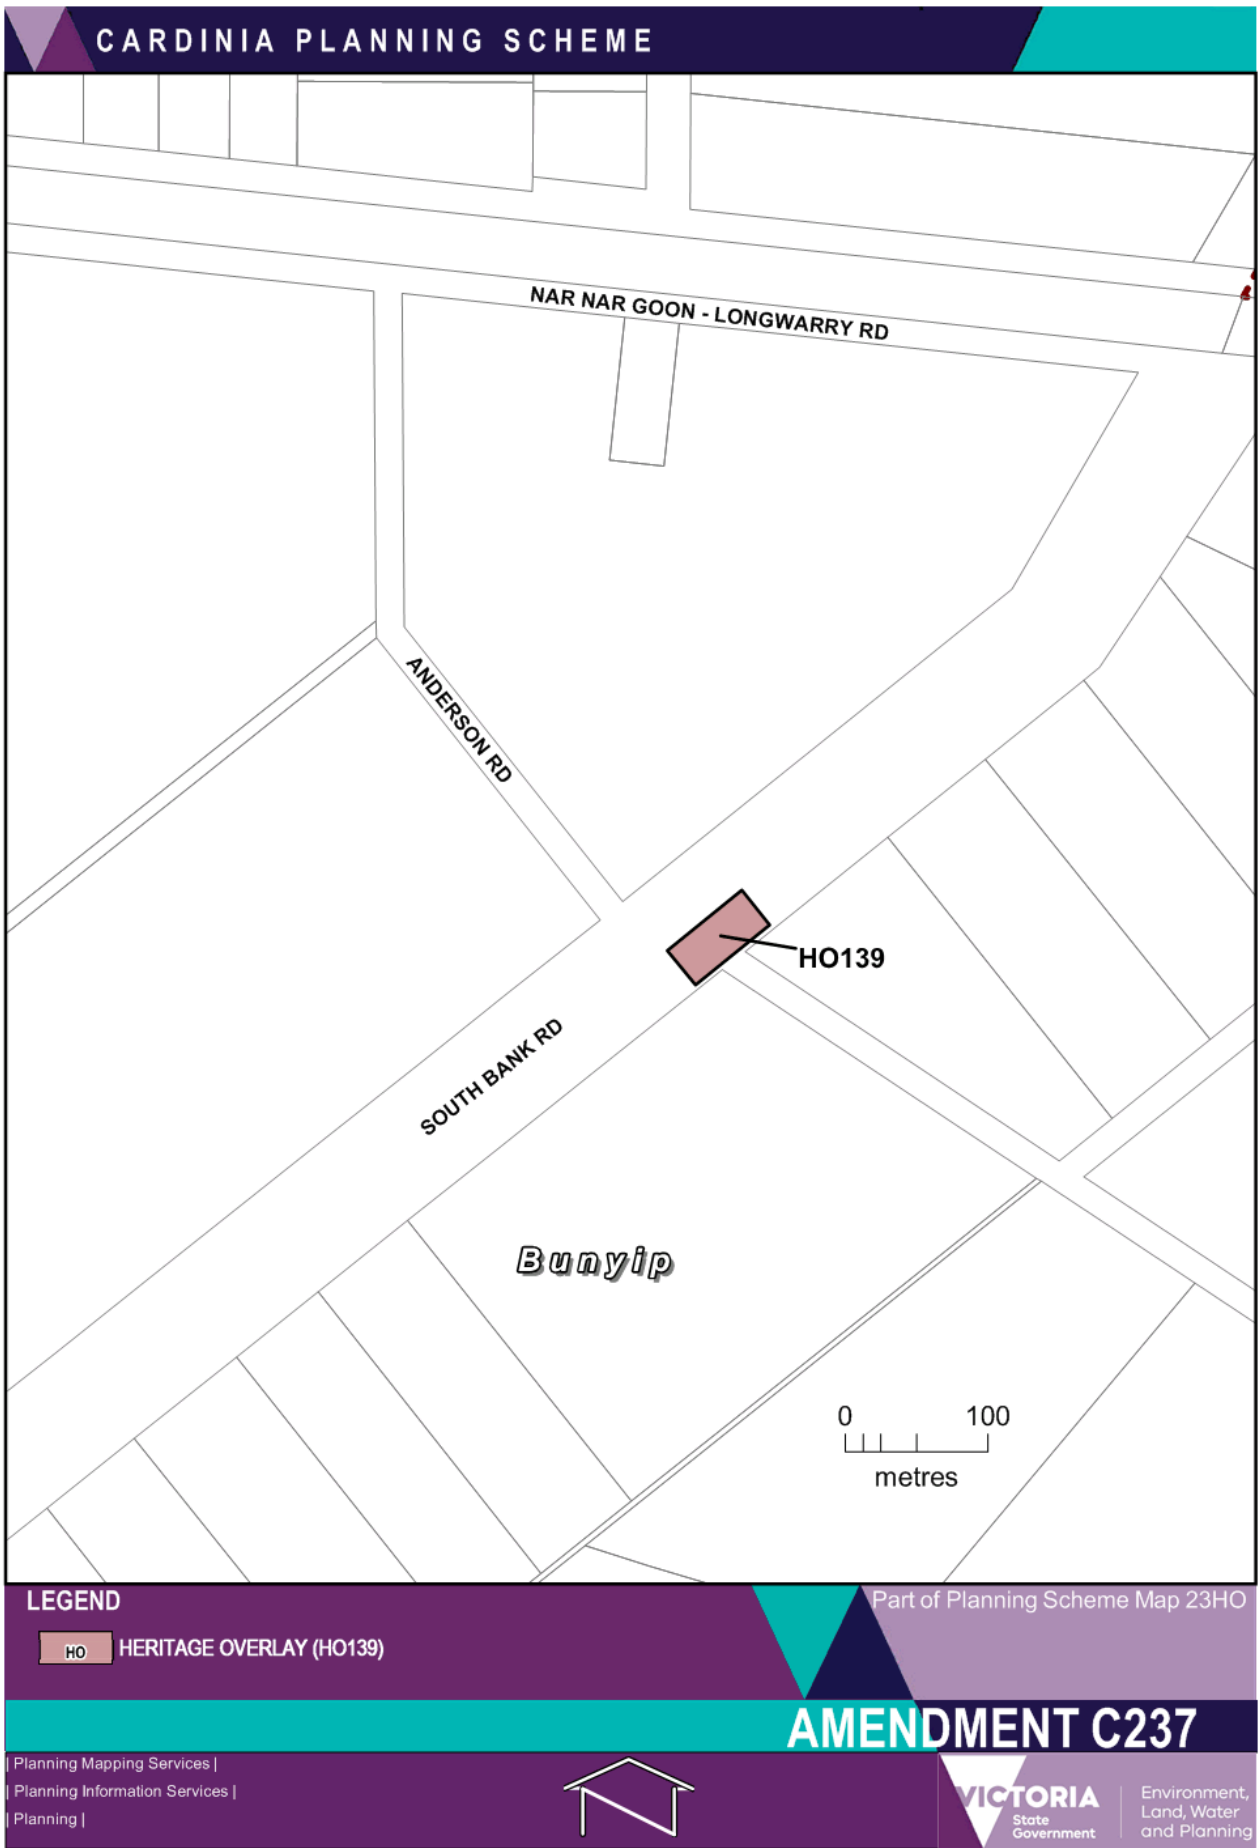 CARDINIA PLANNING SCHEME
NAR NAR GOON - LONGWARRY RD
ANDERSON RD
HO139
SOUTH BANK RD
Bunyip
0 100
metres
LEGEND
Part of Planning Scheme Map 23HO
HO HERITAGE OVERLAY (HO139)
AMENDMENT C237
| Planning Mapping Services |
| Planning Information Services |
| Planning |
N
VICTORIA
State
Government
Environment,
Land, Water
and Planning